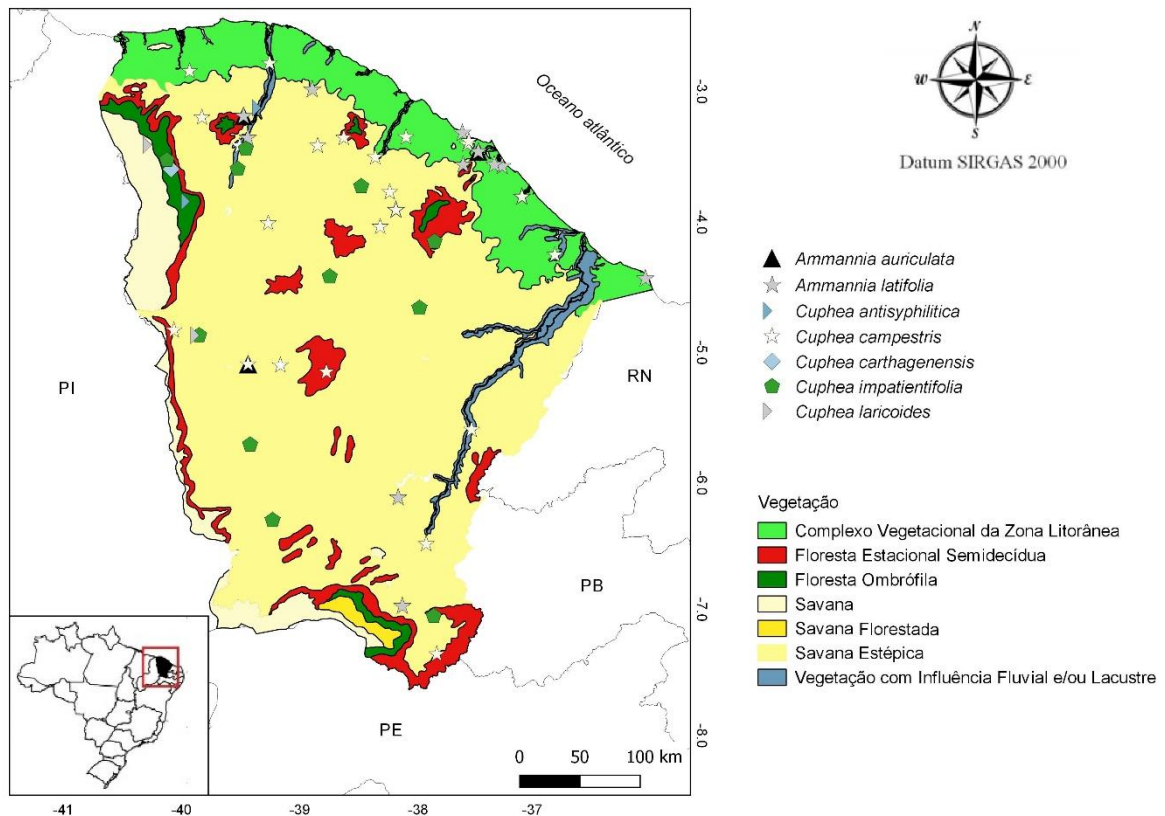 N
W
E
S
Datum SIRGAS 2000
Oceano atlântico
-3.0
-4.0
-5.0
-6.0
-7.0
-8.0
PI
RN
PB
PE
0 50 100 km
-41 -40 -39 -38 -37
Ammannia auriculata
Ammannia latifolia
Cuphea antisyphilitica
Cuphea campestris
Cuphea carthagenensis
Cuphea impatientifolia
Cuphea laricoides
Vegetação
Complexo Vegetacional da Zona Litorânea
Floresta Estacional Semidecídua
Floresta Ombrófila
Savana
Savana Florestada
Savana Estépica
Vegetação com Influência Fluvial e/ou Lacustre